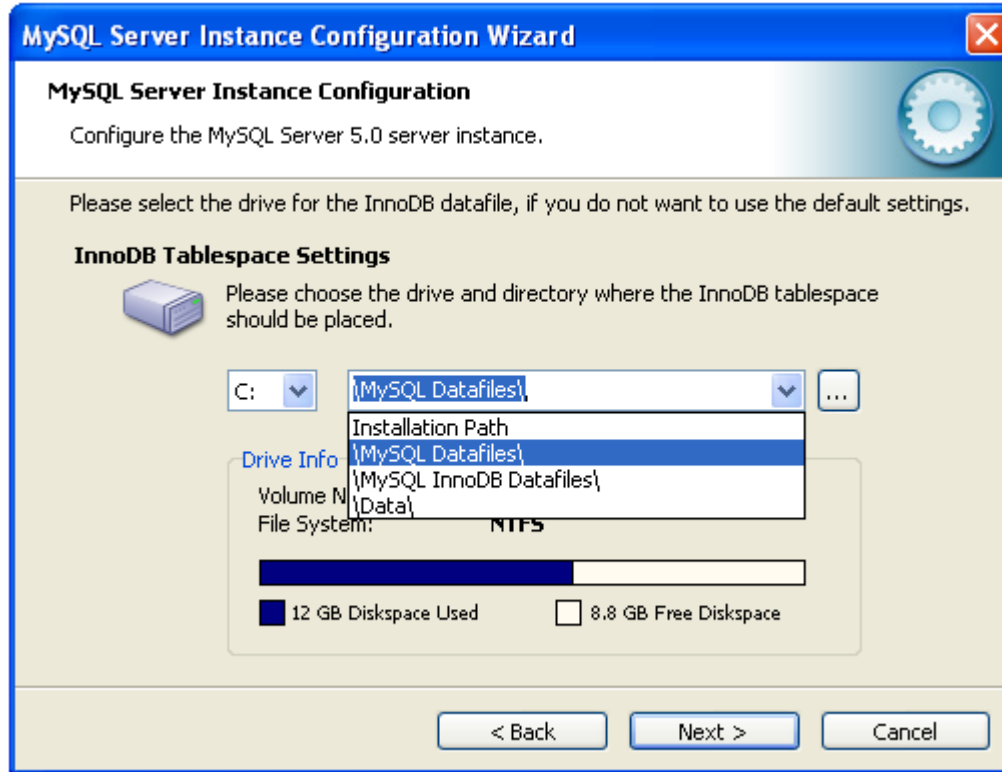 MySQL Server Instance Configuration Wizard
MySQL Server Instance Configuration
Configure the MySQL Server 5.0 server instance.
Please select the drive for the InnoDB datafile, if you do not want to use the default settings.
InnoDB Tablespace Settings
Please choose the drive and directory where the InnoDB tablespace
should be placed.
C: \MySQL Datafiles\ ...
Installation Path
\MySQL Datafiles\
\MySQL InnoDB Datafiles\
\Data\
Drive Info
Volume N
File System: NTFS
12 GB Diskspace Used 8.8 GB Free Diskspace
< Back Next > Cancel